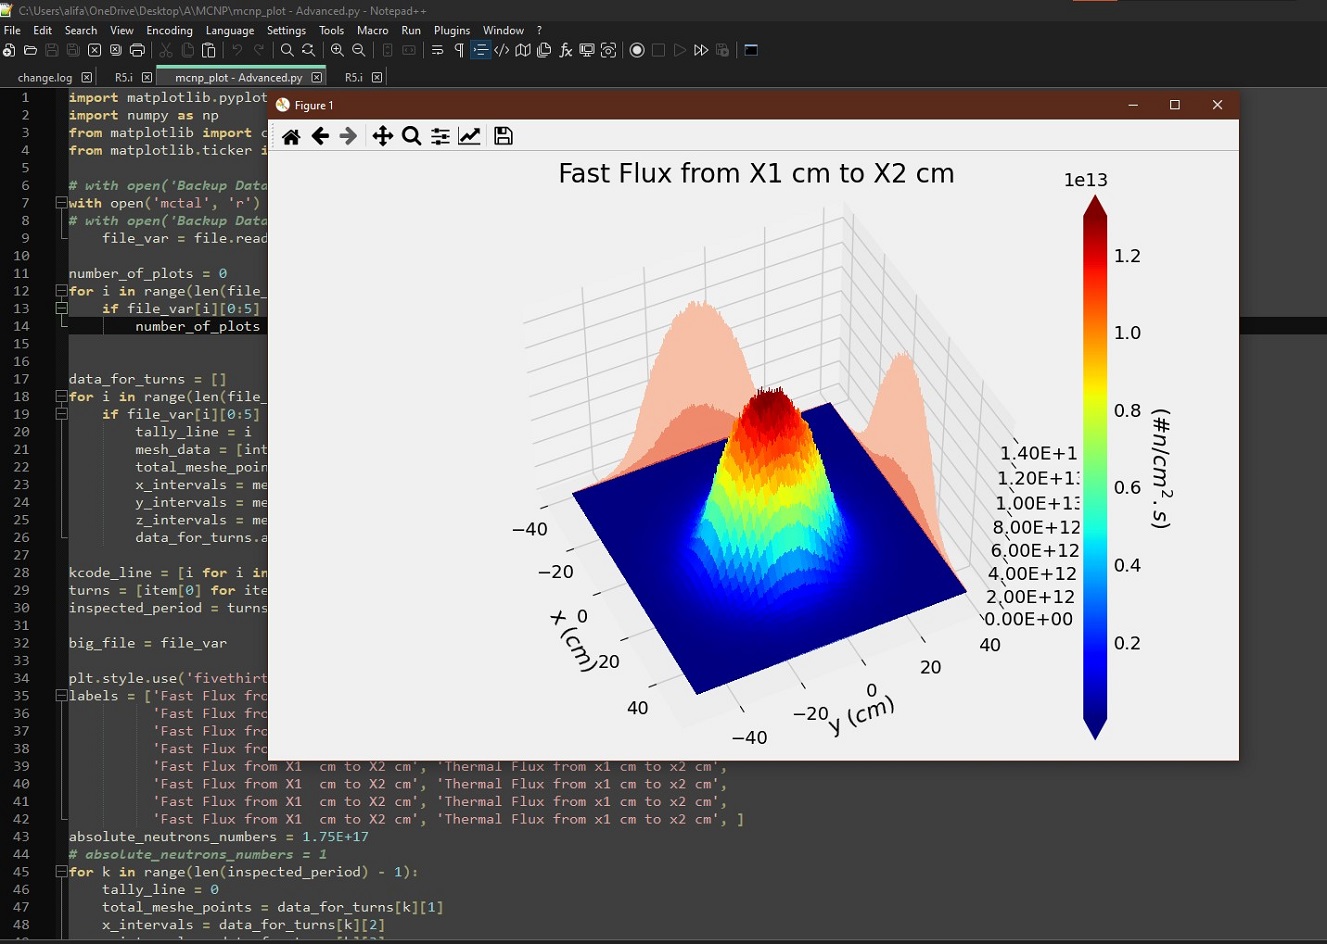 C:\Users\alifa\OneDrive\Desktop\A\MCNP\mcnp_plot - Advanced.py - Notepad++
File Edit Search View Encoding Language Settings Tools Macro Run Plugins Window ?
change.log R5.i mcnp_plot - Advanced.py R5.i
1 import matplotlib.pyplot
2 import numpy as np
3 from matplotlib import c
4 from matplotlib.ticker i
5
6 # with open('Backup Data
7 with open('mctal', 'r')
8 # with open('Backup Data
9 file_var = file.read
10
11 number_of_plots = 0
12 for i in range(len(file_
13 if file_var[i][0:5]
14 number_of_plots
15
16
17 data_for_turns = []
18 for i in range(len(file_
19 if file_var[i][0:5]
20 tally_line = i
21 mesh_data = [int
22 total_meshe_poin
23 x_intervals = me
24 y_intervals = me
25 z_intervals = me
26 data_for_turns.a
27
28 kcode_line = [i for i in
29 turns = [item[0] for ite
30 inspected_period = turns
31
32 big_file = file_var
33
34 plt.style.use('fivethirt
35 labels = ['Fast Flux fro
36 'Fast Flux fro
37 'Fast Flux fro
38 'Fast Flux fro
39 'Fast Flux from X1 cm to X2 cm', 'Thermal Flux from x1 cm to x2 cm',
40 'Fast Flux from X1 cm to X2 cm', 'Thermal Flux from x1 cm to x2 cm',
41 'Fast Flux from X1 cm to X2 cm', 'Thermal Flux from x1 cm to x2 cm',
42 'Fast Flux from X1 cm to X2 cm', 'Thermal Flux from x1 cm to x2 cm', ]
43 absolute_neutrons_numbers = 1.75E+17
44 # absolute_neutrons_numbers = 1
45 for k in range(len(inspected_period) - 1):
46 tally_line = 0
47 total_meshe_points = data_for_turns[k][1]
48 x_intervals = data_for_turns[k][2]
Figure 1
Fast Flux from X1 cm to X2 cm
1e13
1.2
1.0
0.8
0.6
0.4
0.2
(#n/cm².s)
1.40E+1
1.20E+13
1.00E+13
8.00E+12
6.00E+12
4.00E+12
2.00E+12
0.00E+00
−40
−20
0
20
40
x (cm)
−40
−20
0
20
40
y (cm)